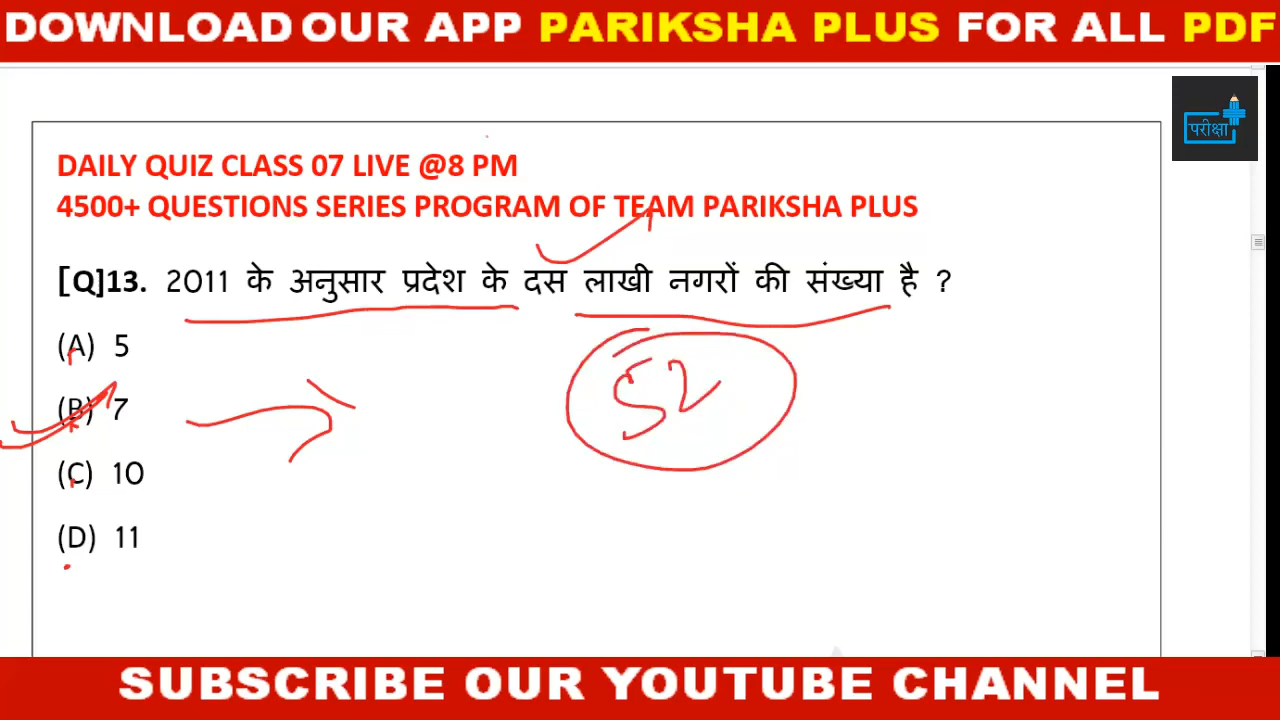 DOWNLOAD OUR APP PARIKSHA PLUS FOR ALL PDF
परीक्षा
DAILY QUIZ CLASS 07 LIVE @8 PM
4500+ QUESTIONS SERIES PROGRAM OF TEAM PARIKSHA PLUS
[Q]13. 2011 के अनुसार प्रदेश के दस लाखी नगरों की संख्या है ?
(A) 5
(B) 7
52
(C) 10
(D) 11
SUBSCRIBE OUR YOUTUBE CHANNEL